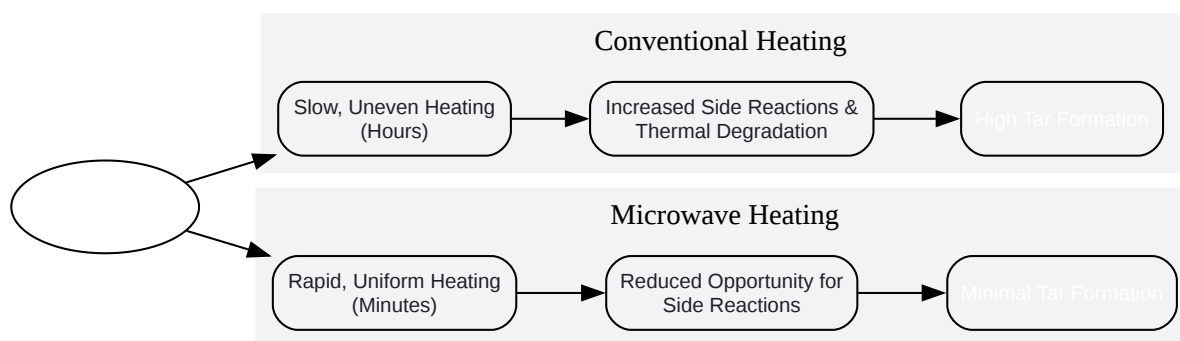 Conventional Heating
Slow, Uneven Heating
(Hours)
Increased Side Reactions &
Thermal Degradation
High Tar Formation
Microwave Heating
Rapid, Uniform Heating
(Minutes)
Reduced Opportunity for
Side Reactions
Minimal Tar Formation